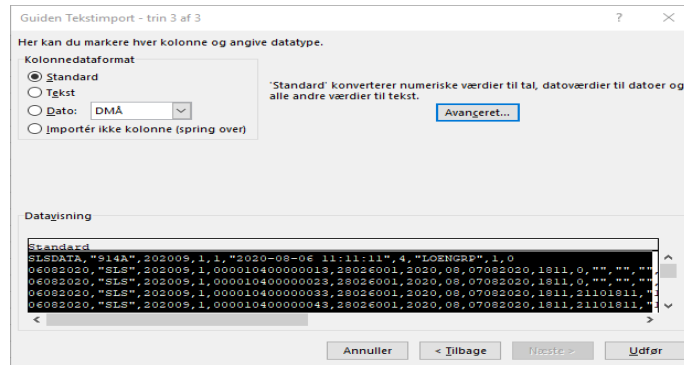 Guiden Tekstimport - trin 3 af 3
Her kan du markere hver kolonne og angive datatype.
Kolonnedataformat
Standard
Tekst
Dato: DMÅ
Importér ikke kolonne (spring over)
'Standard' konverterer numeriske værdier til tal, datoværdier til datoer og
alle andre værdier til tekst.
Avanceret...
Datavisning
Standard
SLSDATA,"914A",202009,1,1,"2020-08-06 11:11:11",4,"LOENGRP",1,0
06082020,"SLS",202009,1,000010400000013,28026001,2020,08,07082020,1811,0,"","","",
06082020,"SLS",202009,1,000010400000023,28026001,2020,08,07082020,1811,0,"","","",
06082020,"SLS",202009,1,000010400000033,28026001,2020,08,07082020,1811,21101811,"1
06082020,"SLS",202009,1,000010400000043,28026001,2020,08,07082020,1811,21101811,"1
Annuller
< Tilbage
Næste >
Udfør